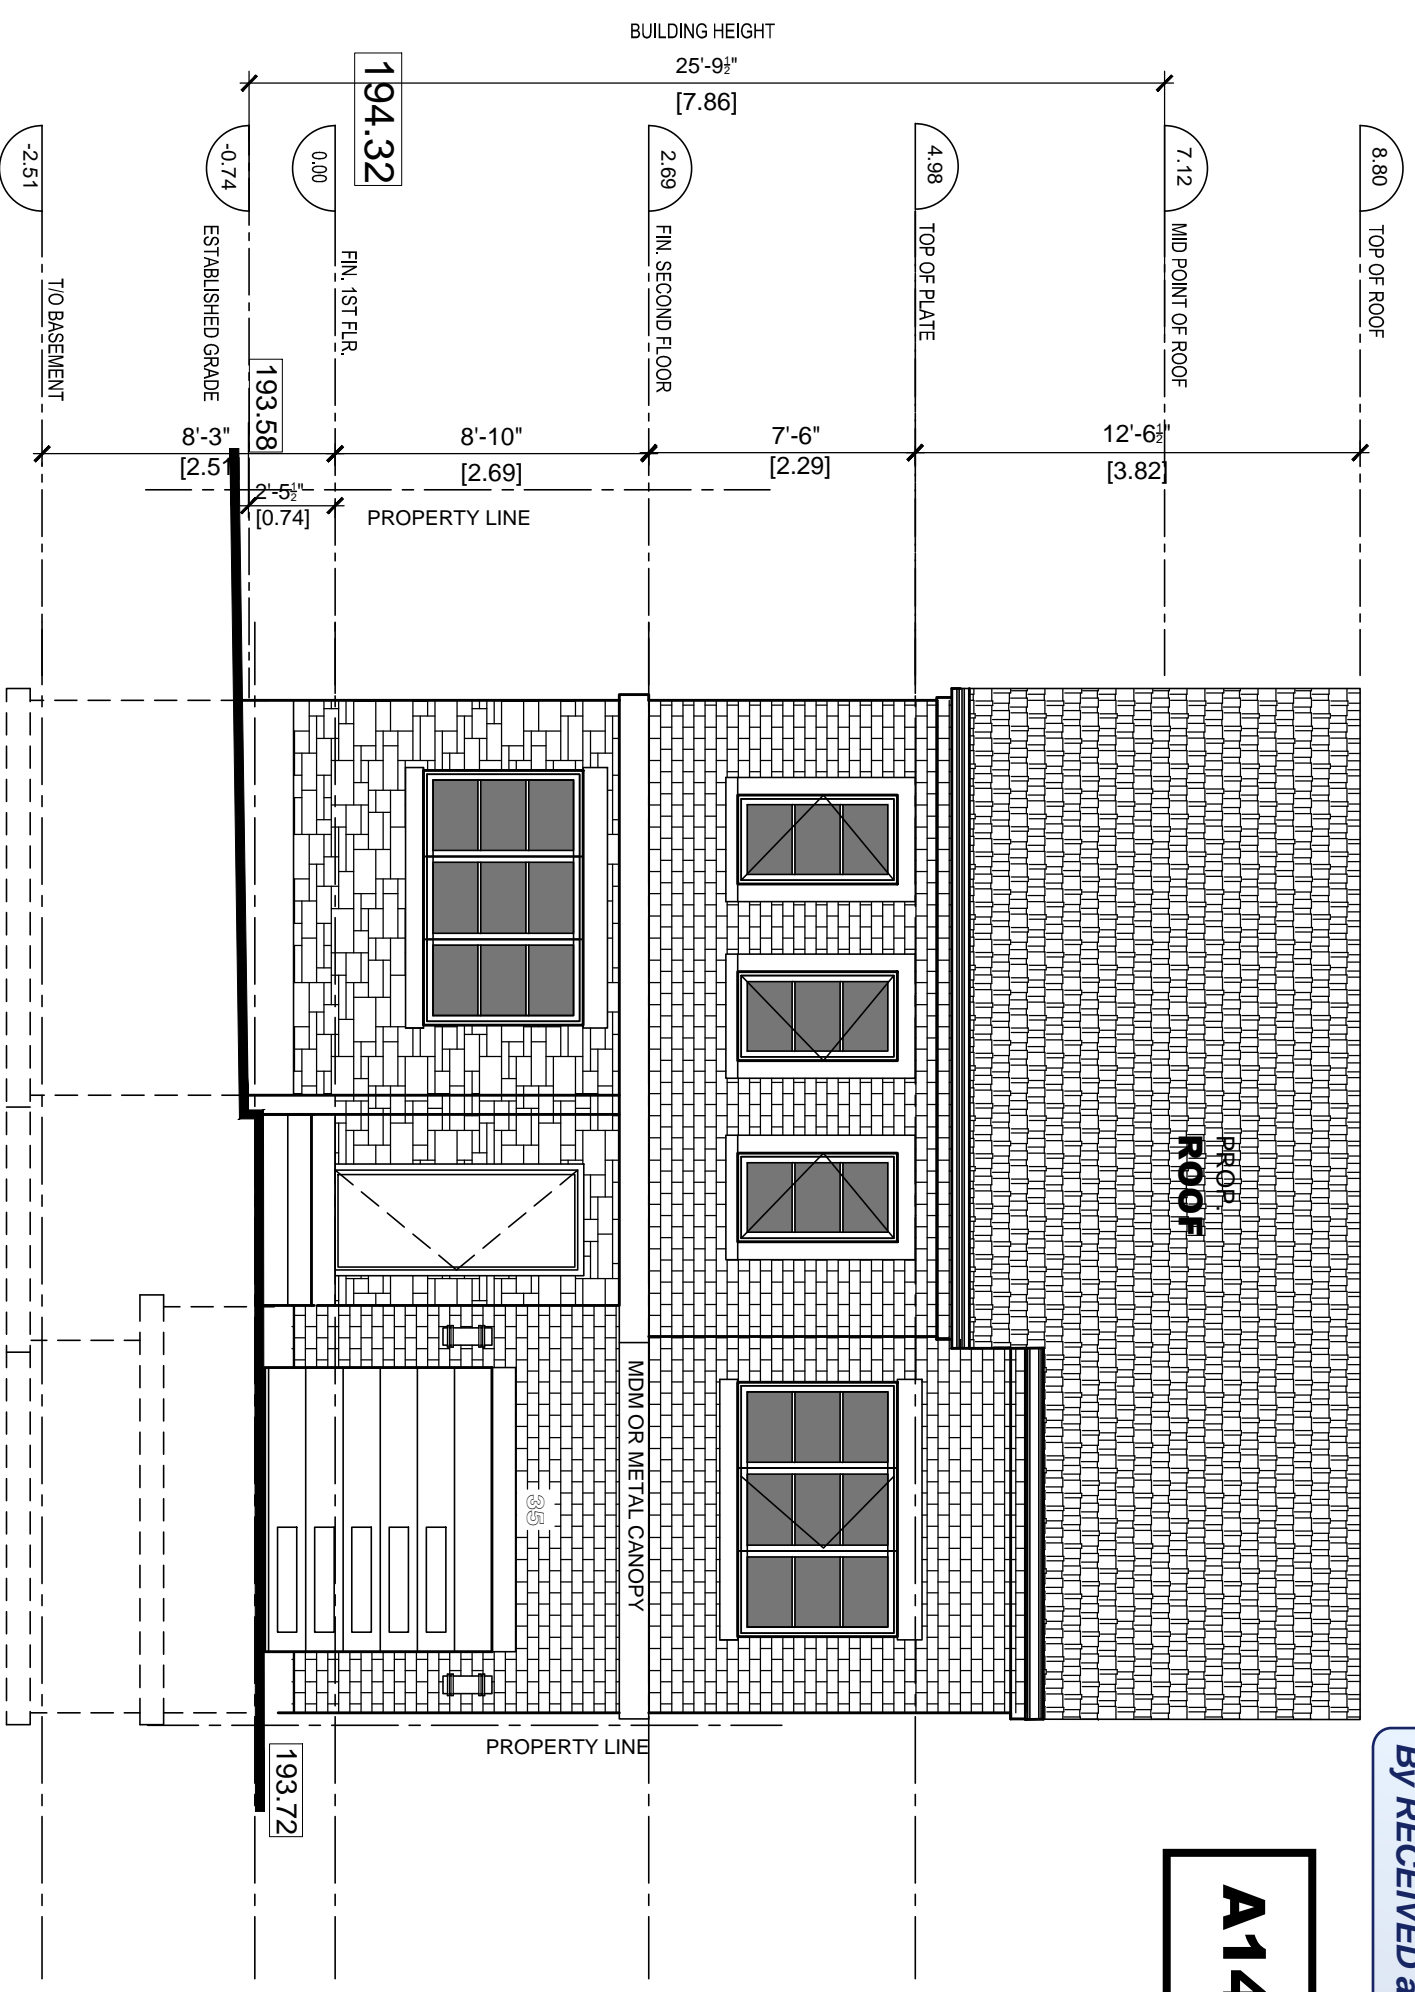 BUILDING HEIGHT
25'-9½"
[7.86]
194.32
8.80
TOP OF ROOF
7.12
MID POINT OF ROOF
4.98
TOP OF PLATE
2.69
FIN. SECOND FLOOR
0.00
FIN. 1ST FLR.
-0.74
ESTABLISHED GRADE
-2.51
T/O BASEMENT
193.58
8'-3"
[2.51
8'-10"
[2.69]
7'-6"
[2.29]
12'-6½"
[3.82]
2'-5½"
[0.74]
PROPERTY LINE
PROP.
ROOF
MDM OR METAL CANOPY
35
PROPERTY LINE
193.72
By RECEIVED
A14